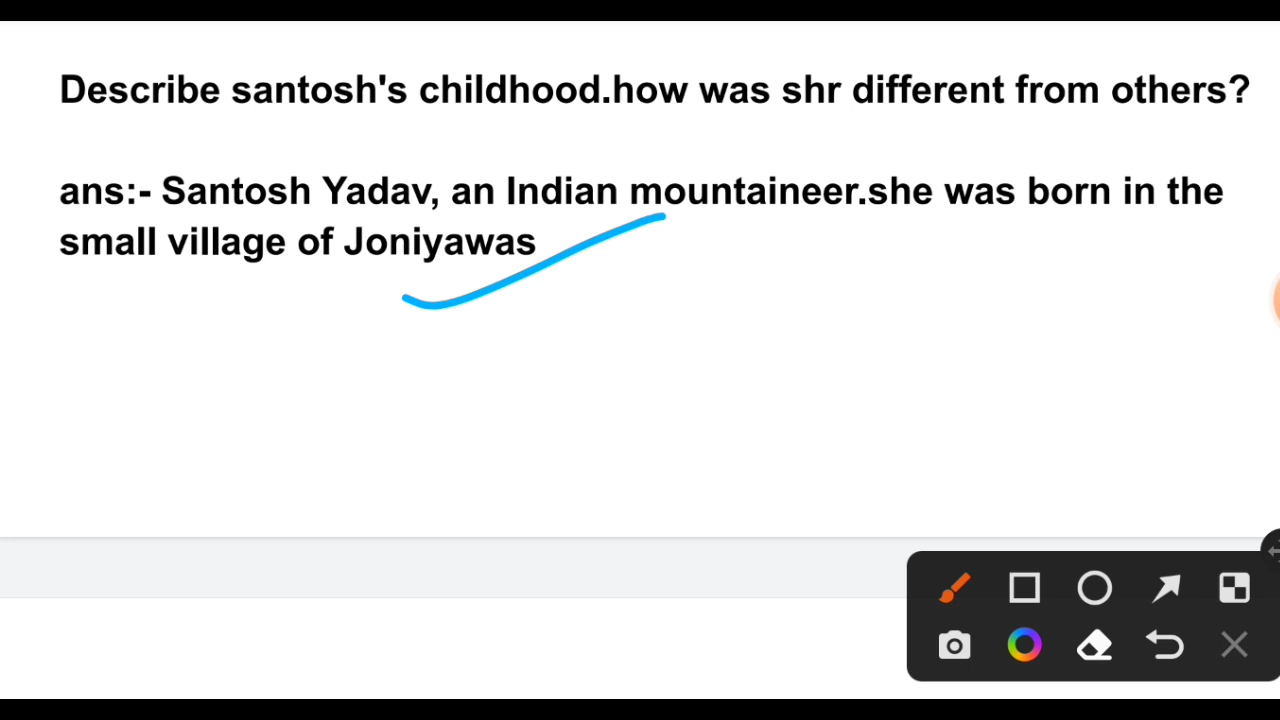 Describe santosh's childhood.how was shr different from others?
ans:- Santosh Yadav, an Indian mountaineer.she was born in the
small village of Joniyawas